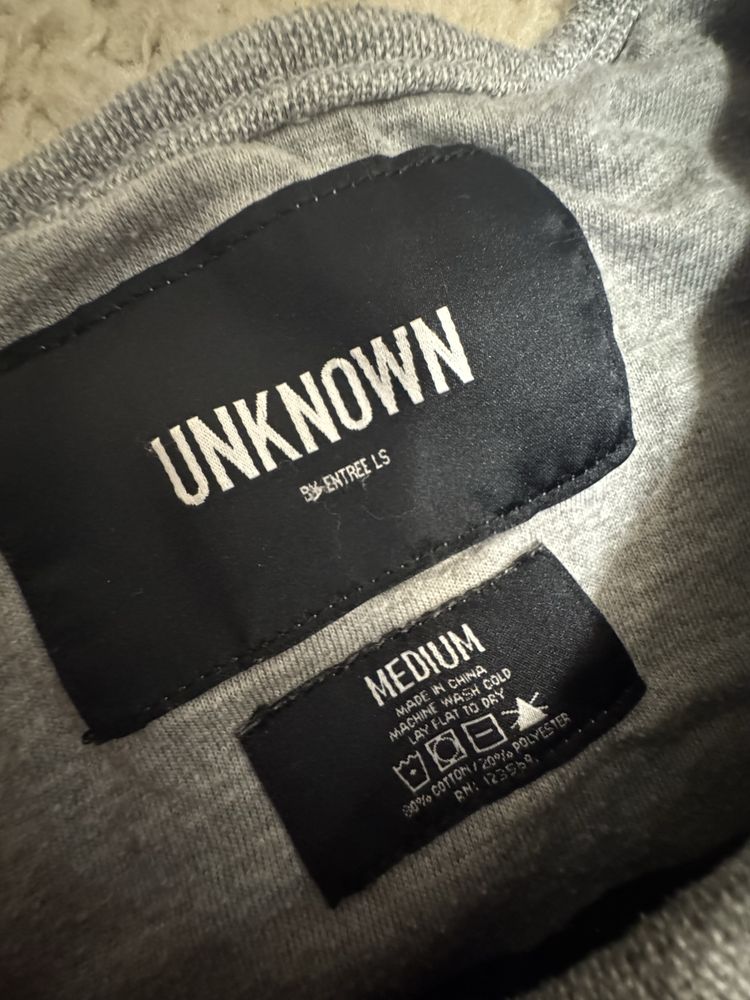 UNKNOWN
BY ENTREE LS
MEDIUM
MADE IN CHINA
MACHINE WASH COLD
LAY FLAT TO DRY
80% COTTON / 20% POLYESTER
RN: